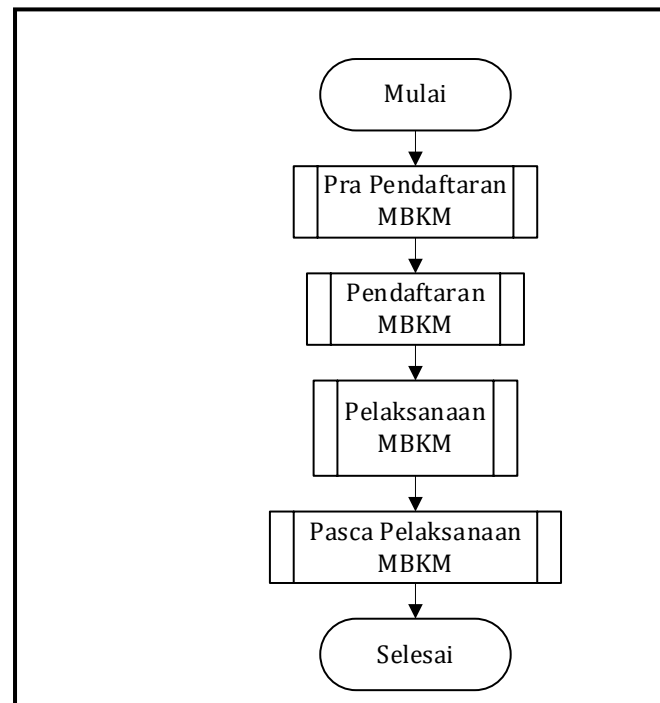 Mulai
Pra Pendaftaran
MBKM
Pendaftaran
MBKM
Pelaksanaan
MBKM
Pasca Pelaksanaan
MBKM
Selesai